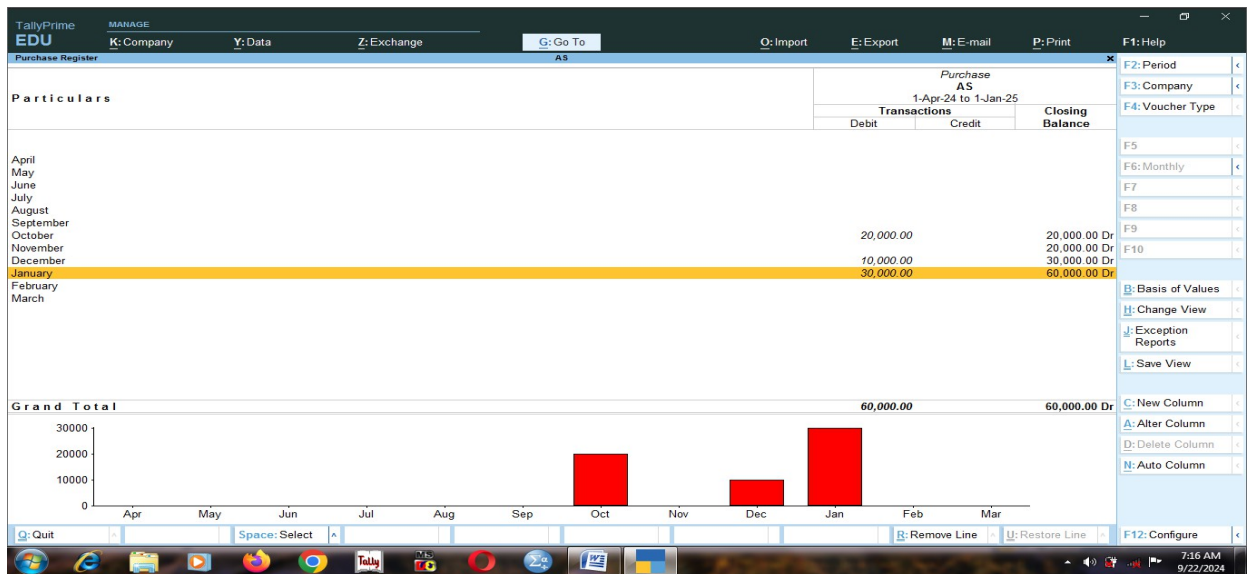 TallyPrime
EDU
MANAGE
K: Company Y: Data Z: Exchange G: Go To O: Import E: Export M: E-mail P: Print F1: Help
Purchase Register AS
Particulars
Purchase
AS
1-Apr-24 to 1-Jan-25
Transactions Closing
Debit Credit Balance
April
May
June
July
August
September
October 20,000.00 20,000.00 Dr
November 20,000.00 Dr
December 10,000.00 30,000.00 Dr
January 30,000.00 60,000.00 Dr
February
March
Grand Total 60,000.00 60,000.00 Dr
30000
20000
10000
0
Apr May Jun Jul Aug Sep Oct Nov Dec Jan Feb Mar
F2: Period
F3: Company
F4: Voucher Type
F5
F6: Monthly
F7
F8
F9
F10
B: Basis of Values
H: Change View
J: Exception
Reports
L: Save View
C: New Column
A: Alter Column
D: Delete Column
N: Auto Column
Q: Quit Space: Select R: Remove Line U: Restore Line F12: Configure
Tally
7:16 AM
9/22/2024